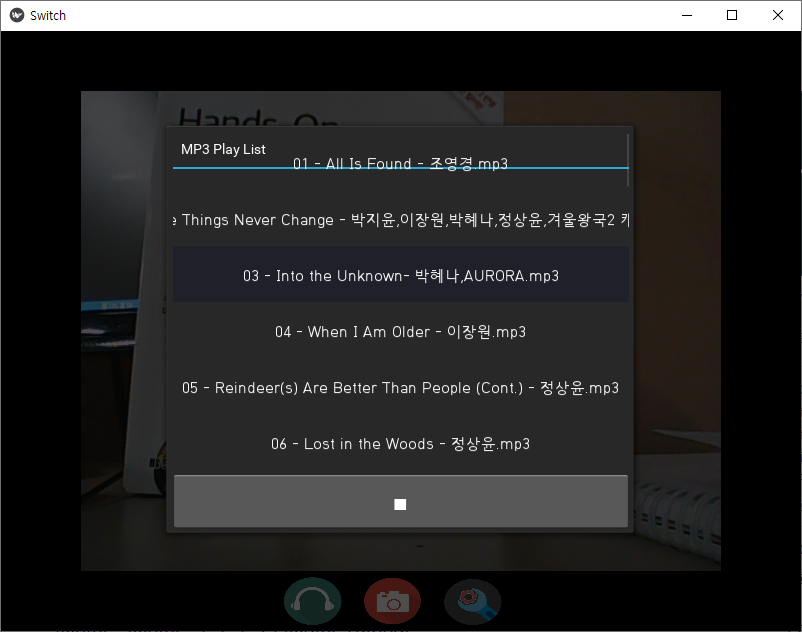 Switch
Hands-On
MP3 Play List
01 - All Is Found - 조영경.mp3
e Things Never Change - 박지윤,이장원,박혜나,정상윤,겨울왕국2 캐
03 - Into the Unknown- 박혜나,AURORA.mp3
04 - When I Am Older - 이장원.mp3
05 - Reindeer(s) Are Better Than People (Cont.) - 정상윤.mp3
06 - Lost in the Woods - 정상윤.mp3